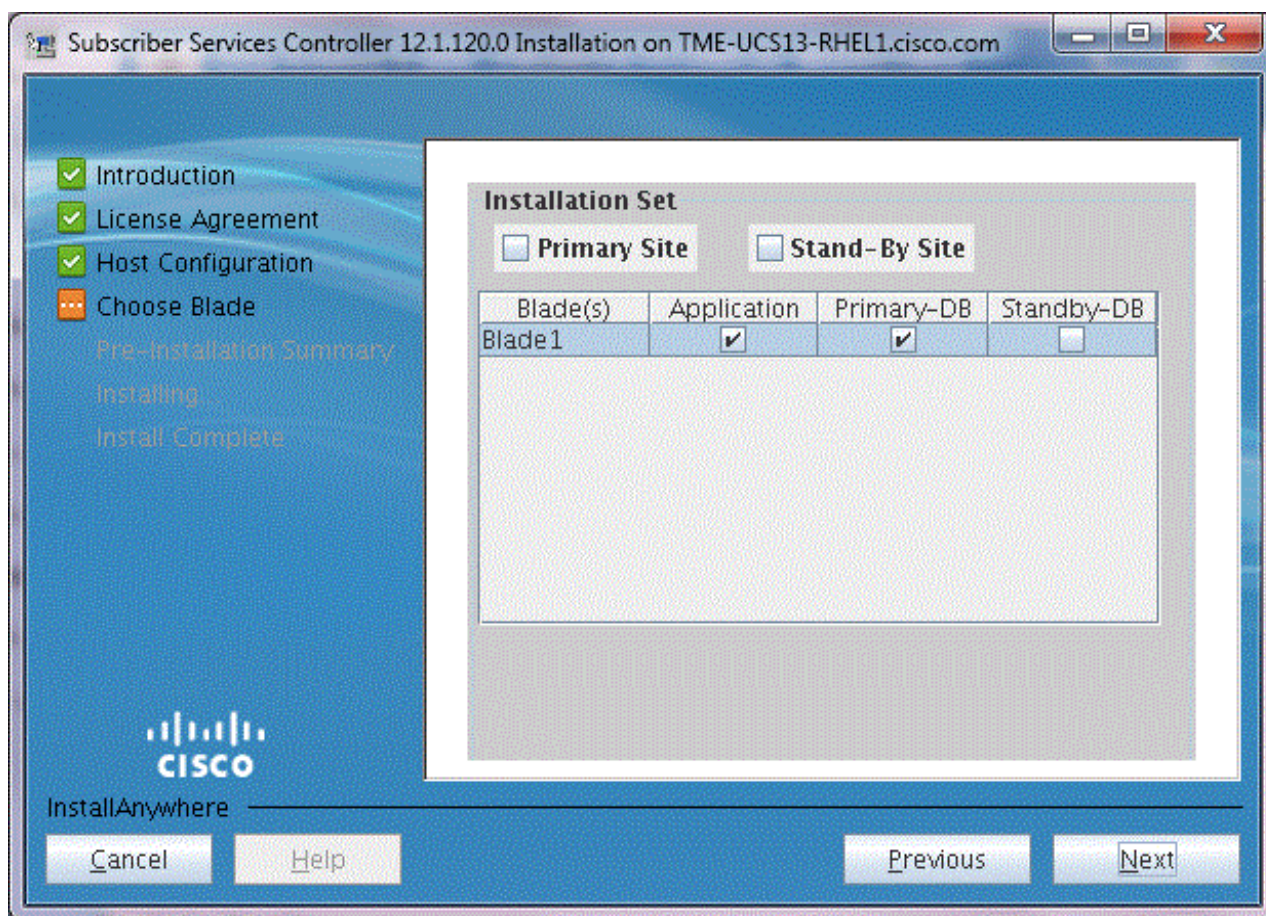 Subscriber Services Controller 12.1.120.0 Installation on TME-UCS13-RHEL1.cisco.com
Introduction
License Agreement
Host Configuration
Choose Blade
Pre-Installation Summary
Installing...
Install Complete
Installation Set
Primary Site Stand-By Site
Blade(s) Application Primary-DB Standby-DB
Blade1
CISCO
InstallAnywhere
Cancel Help Previous Next